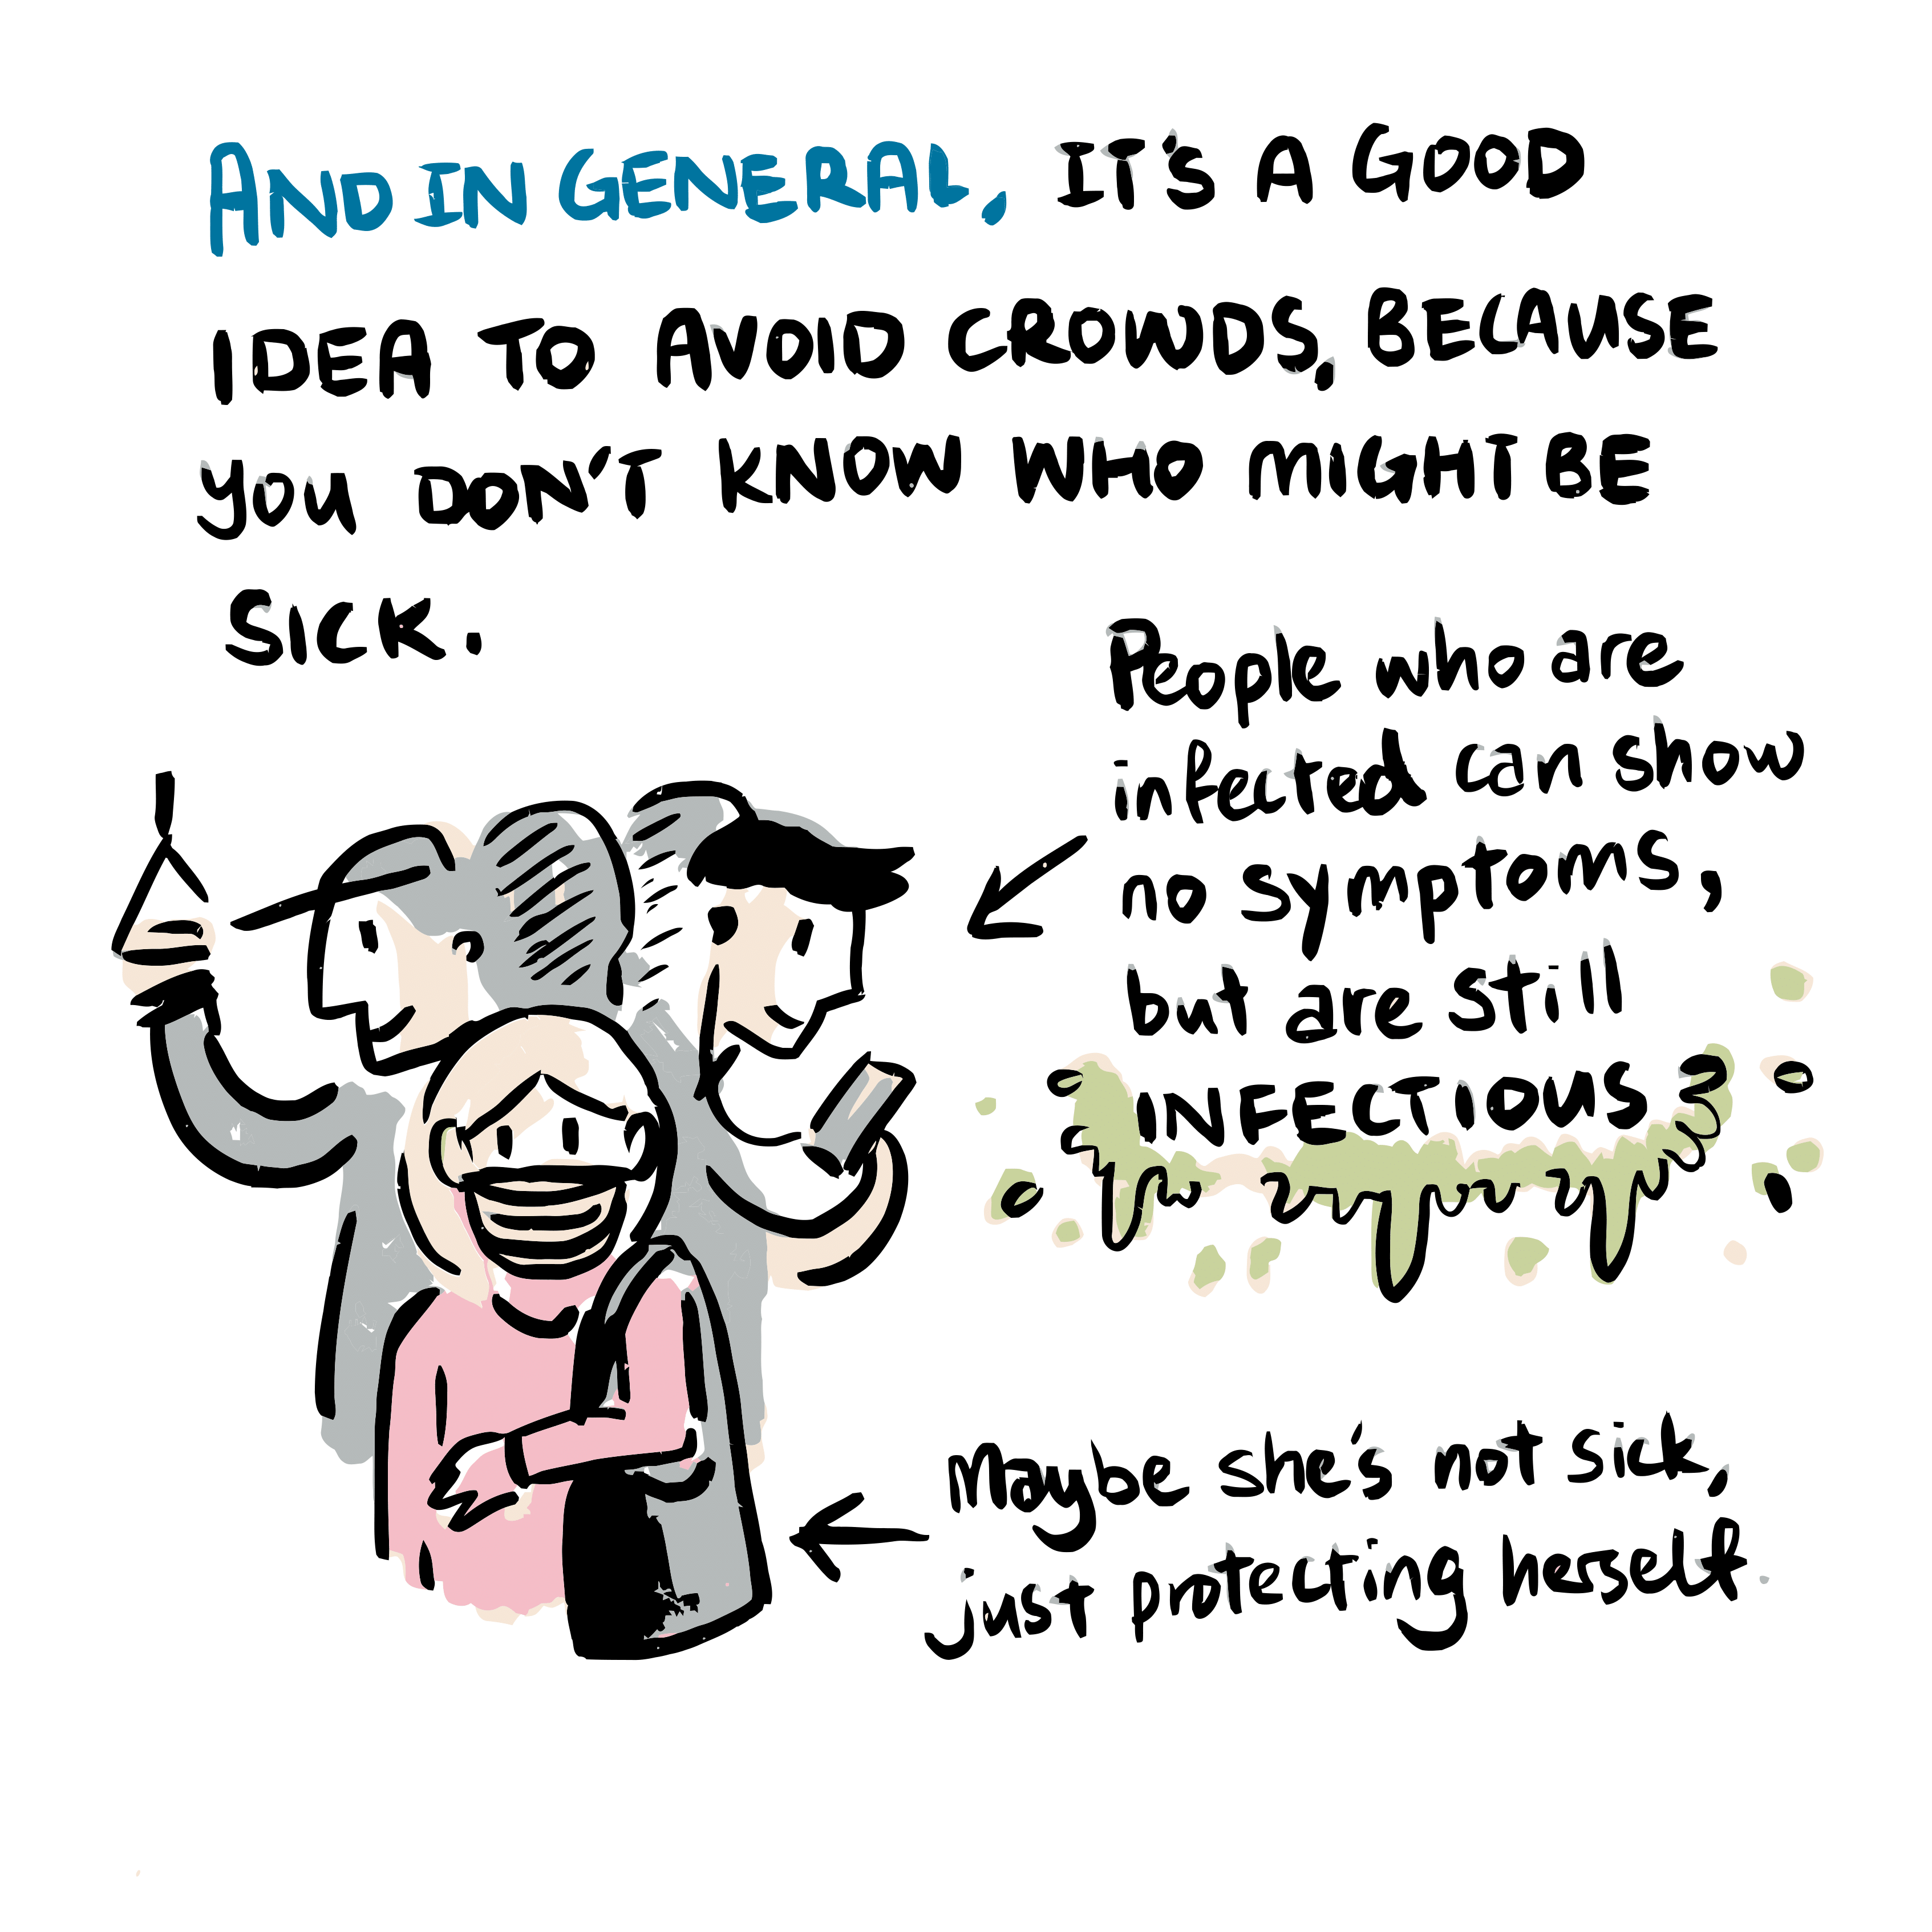 AND IN GENERAL, IT'S A GOOD
IDEA TO AVOID CROWDS, BECAUSE
YOU DON'T KNOW WHO MIGHT BE
SICK.
People who are
infected can show
no symptoms,
but are still
INFECTIOUS
Maybe she's not sick,
just protecting herself.